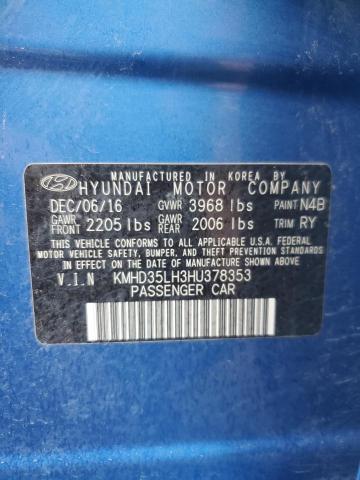 MANUFACTURED IN KOREA BY
HYUNDAI MOTOR COMPANY
DEC/06/16 GVWR 3968 lbs PAINT N4B
GAWR FRONT 2205 lbs GAWR REAR 2006 lbs TRIM RY
THIS VEHICLE CONFORMS TO ALL APPLICABLE U.S.A. FEDERAL
MOTOR VEHICLE SAFETY, BUMPER, AND THEFT PREVENTION
STANDARDS IN EFFECT ON THE DATE OF MANUFACTURE SHOWN ABOVE.
V.I.N KMHD35LH3HU378353
PASSENGER CAR